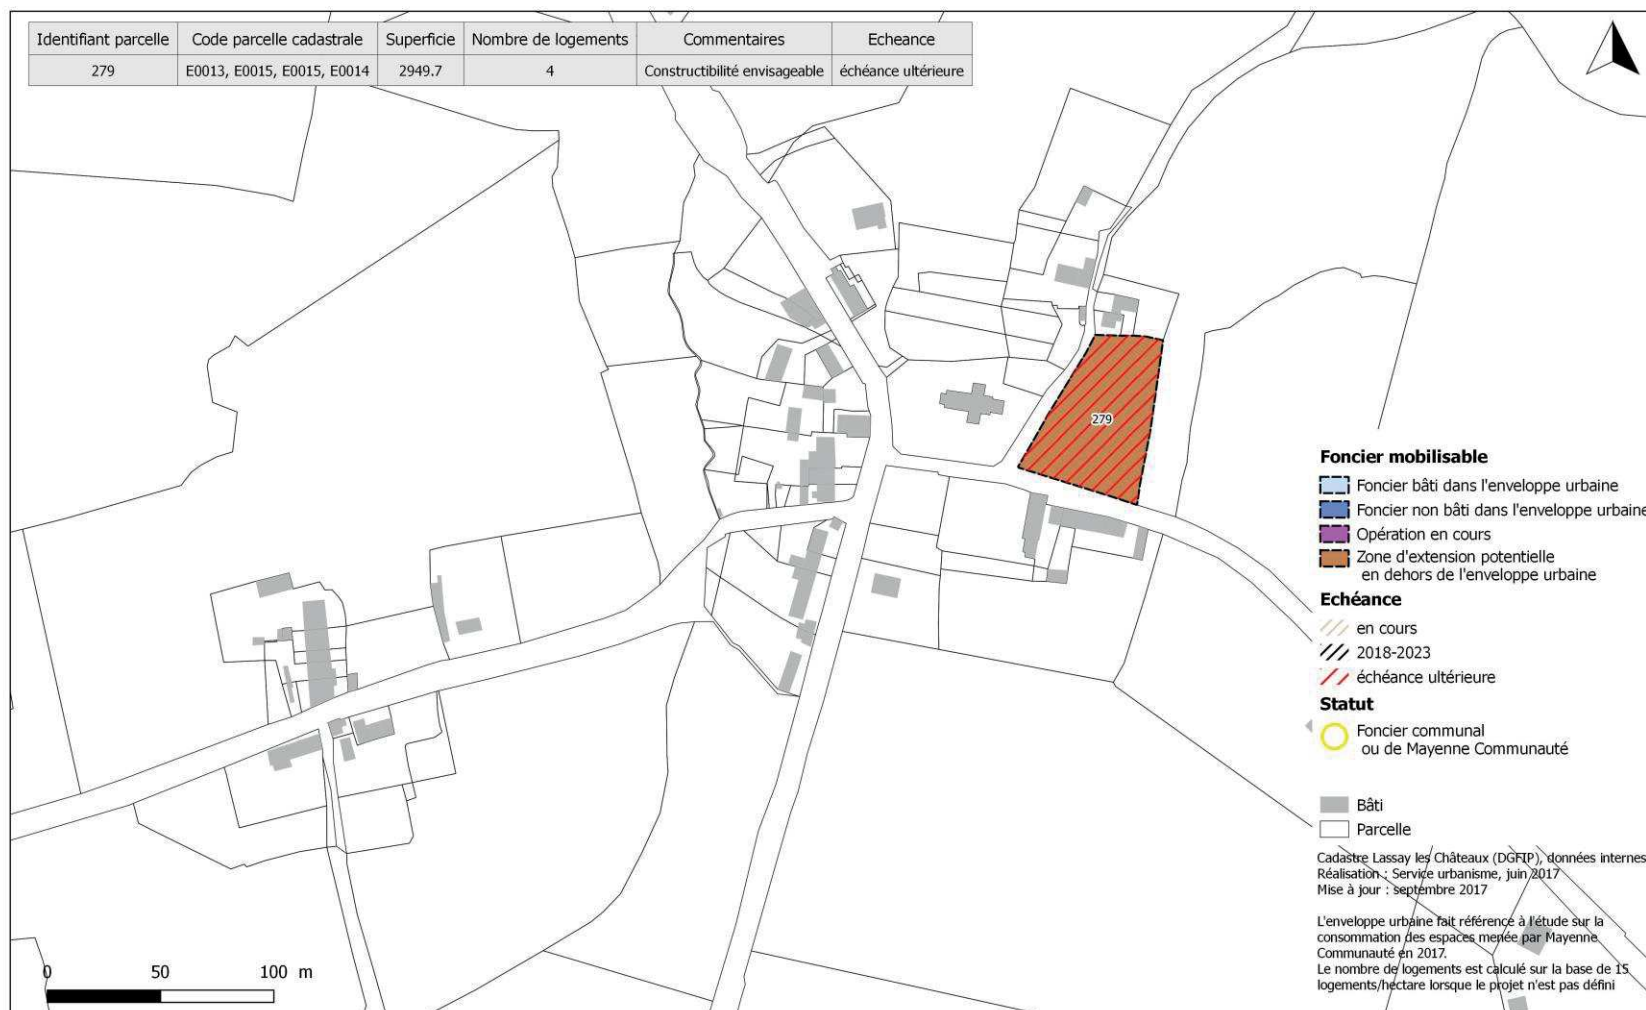 Identifiant parcelle Code parcelle cadastrale Superficie Nombre de logements Commentaires Echeance
279 E0013, E0015, E0015, E0014 2949.7 4 Constructibilité envisageable échéance ultérieure
279
Foncier mobilisable
Foncier bâti dans l'enveloppe urbaine
Foncier non bâti dans l'enveloppe urbaine
Opération en cours
Zone d'extension potentielle
en dehors de l'enveloppe urbaine
Echéance
en cours
2018-2023
échéance ultérieure
Statut
Foncier communal
ou de Mayenne Communauté
Bâti
Parcelle
Cadastre Lassay les Châteaux (DGFIP), données internes
Réalisation : Service urbanisme, juin 2017
Mise à jour : septembre 2017
L'enveloppe urbaine fait référence à l'étude sur la
consommation des espaces menée par Mayenne
Communauté en 2017.
Le nombre de logements est calculé sur la base de 15
logements/hectare lorsque le projet n'est pas défini
0 50 100 m